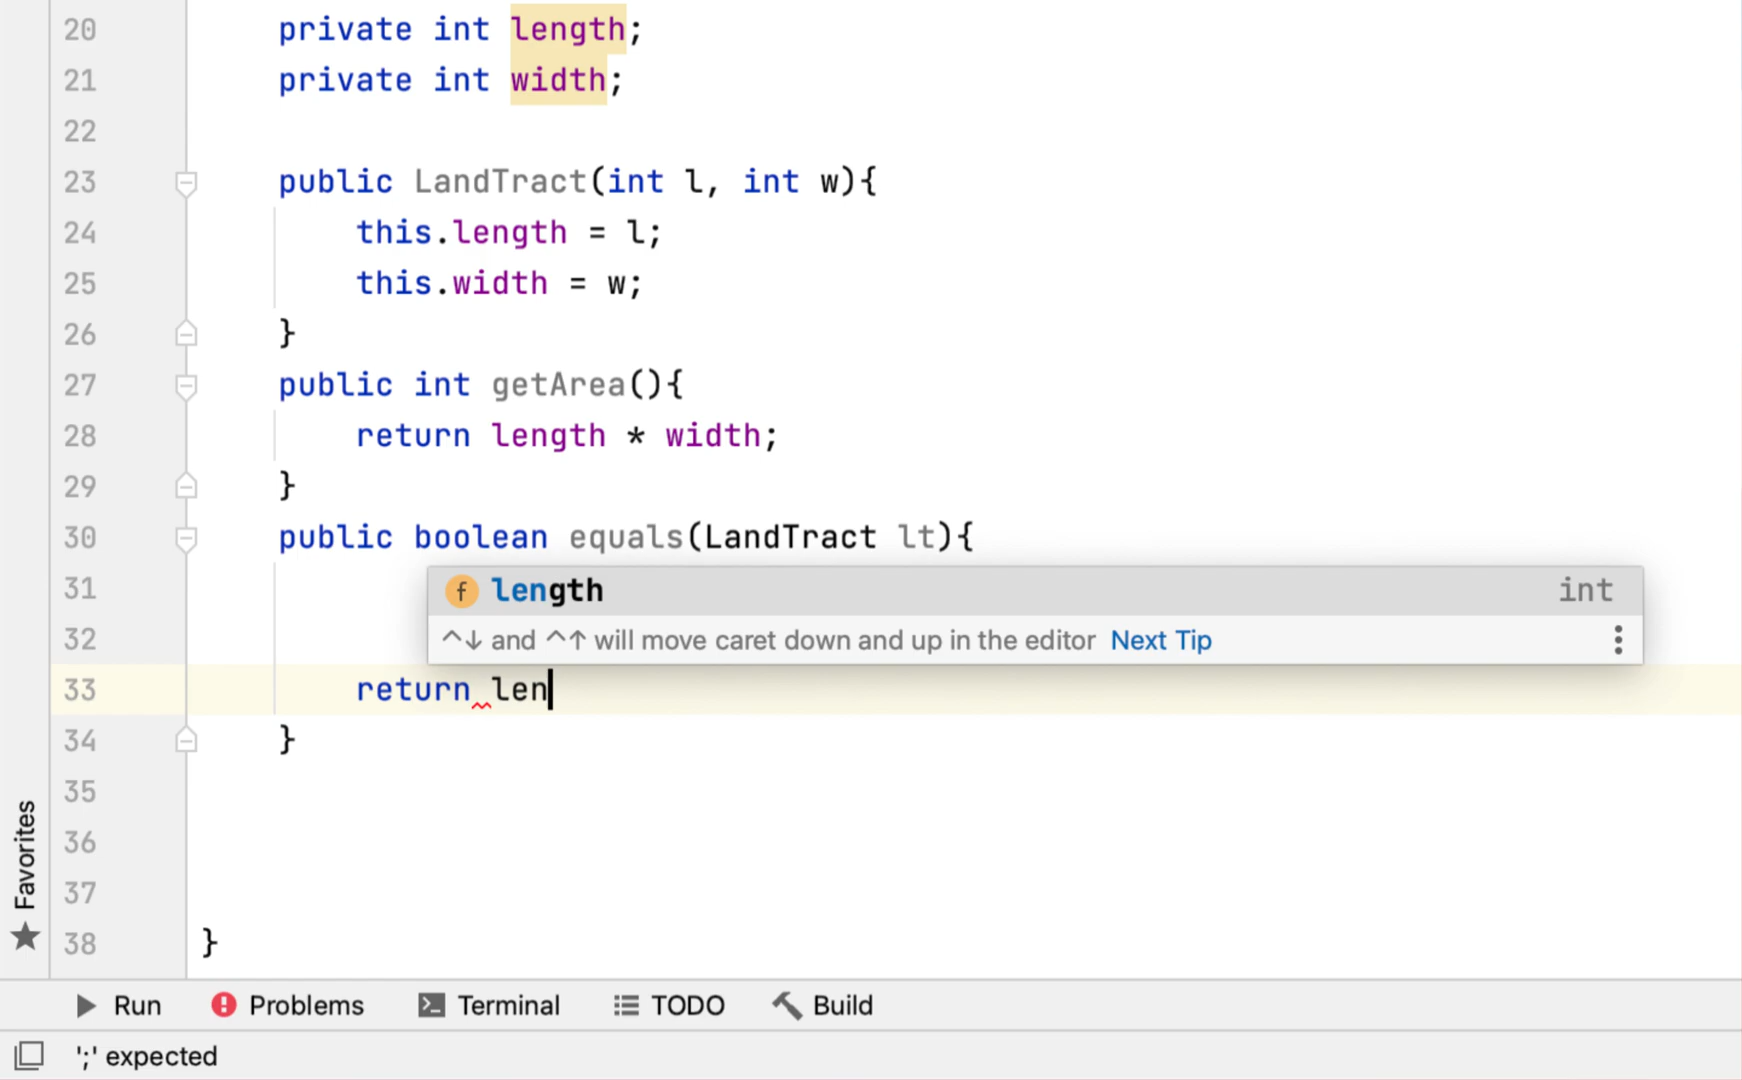 20 private int length;
21 private int width;
22
23 public LandTract(int l, int w){
24 this.length = l;
25 this.width = w;
26 }
27 public int getArea(){
28 return length * width;
29 }
30 public boolean equals(LandTract lt){
31
f length int
32
^↓ and ^↑ will move caret down and up in the editor Next Tip
33 return len
34 }
35
36
37
38 }
Favorites
Run Problems Terminal TODO Build
';' expected